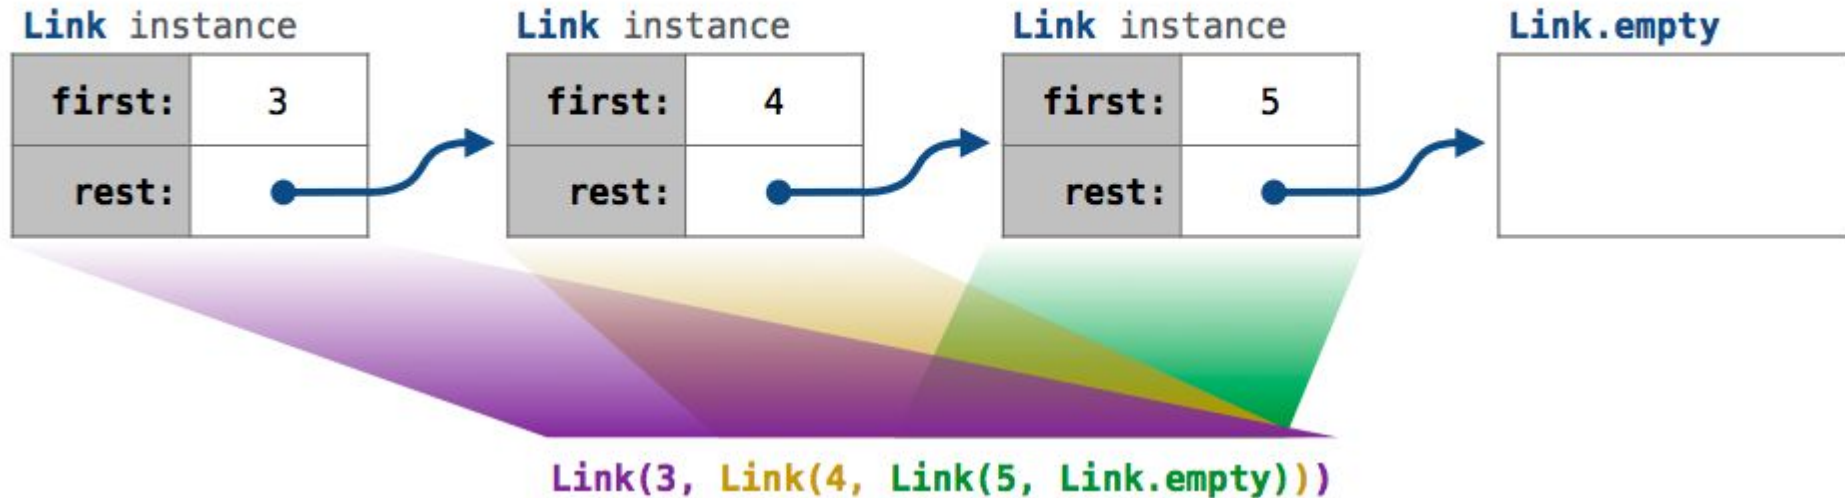 Link instance Link instance Link instance Link.empty
first: 3 first: 4 first: 5
rest: rest: rest:
Link(3, Link(4, Link(5, Link.empty)))